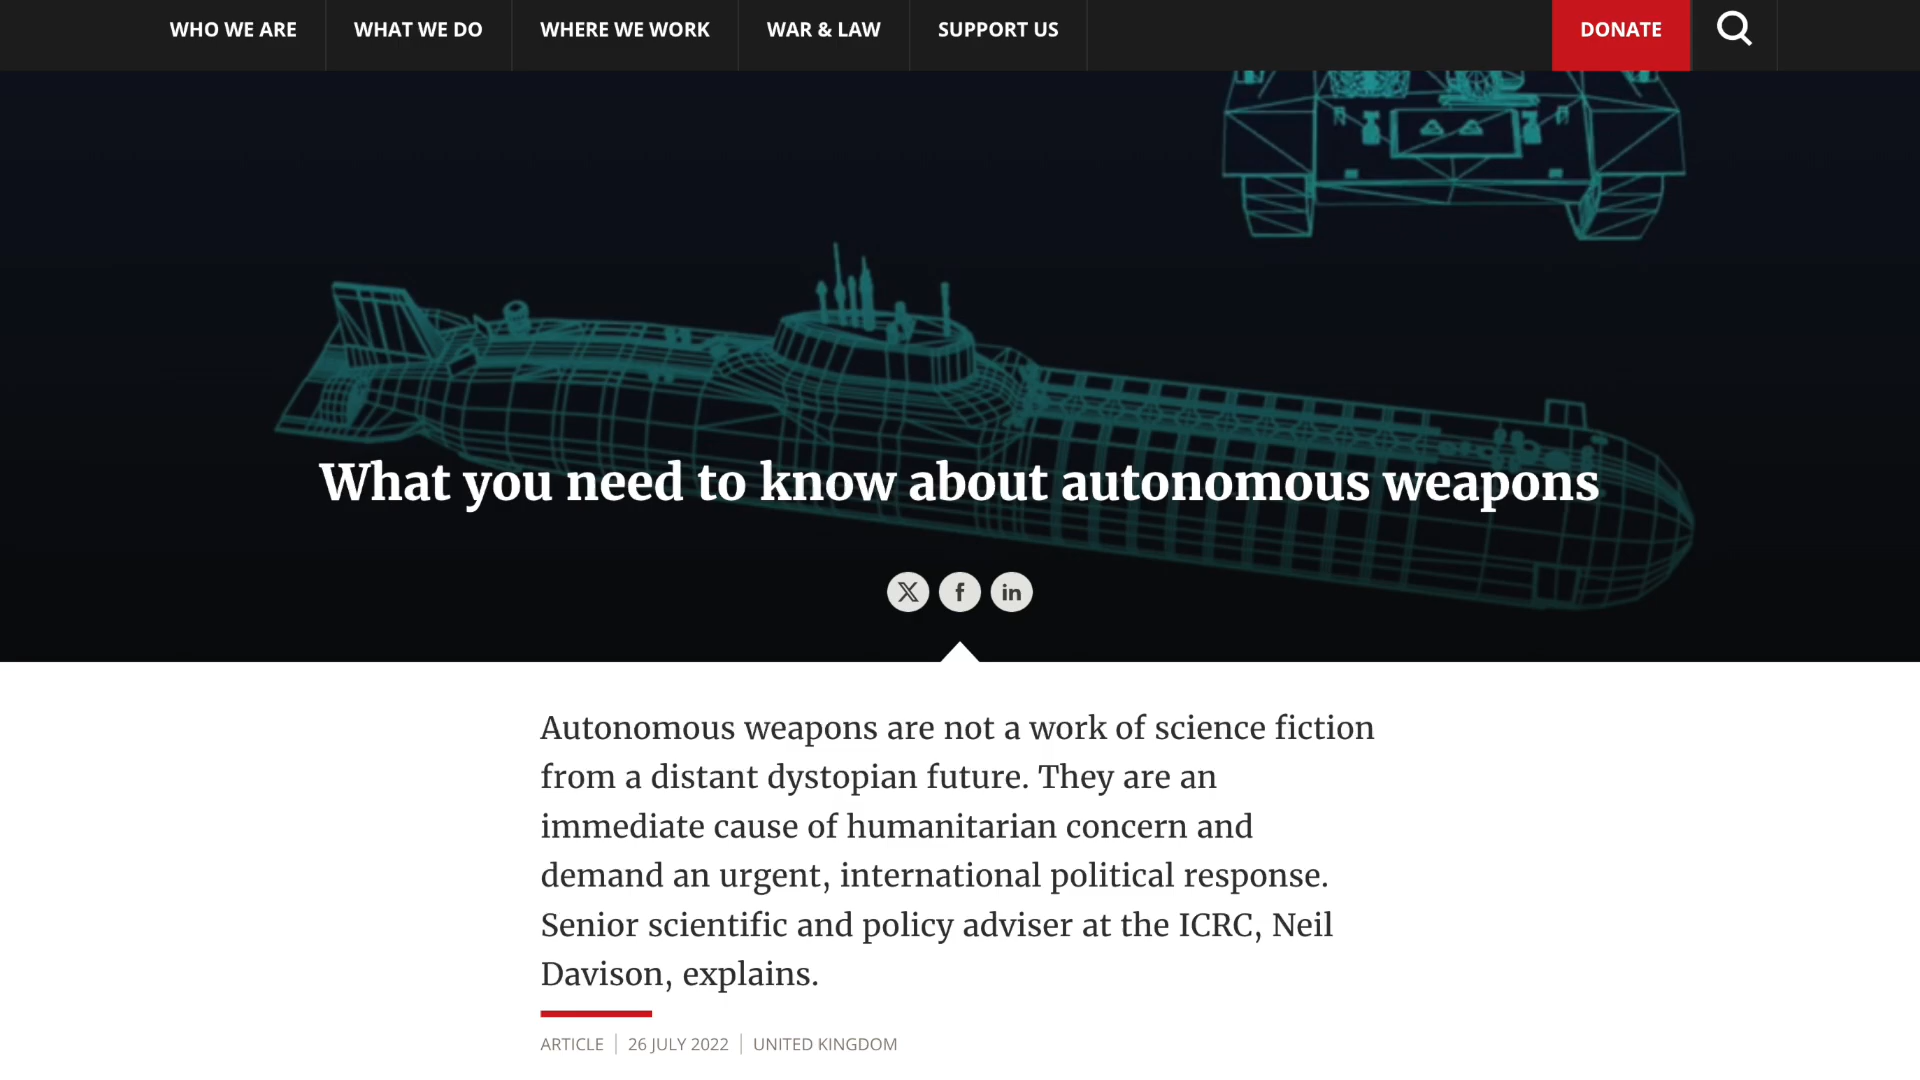 WHO WE ARE
WHAT WE DO
WHERE WE WORK
WAR & LAW
SUPPORT US
DONATE
What you need to know about autonomous weapons
X f in
Autonomous weapons are not a work of science fiction
from a distant dystopian future. They are an
immediate cause of humanitarian concern and
demand an urgent, international political response.
Senior scientific and policy adviser at the ICRC, Neil
Davison, explains.
ARTICLE | 26 JULY 2022 | UNITED KINGDOM